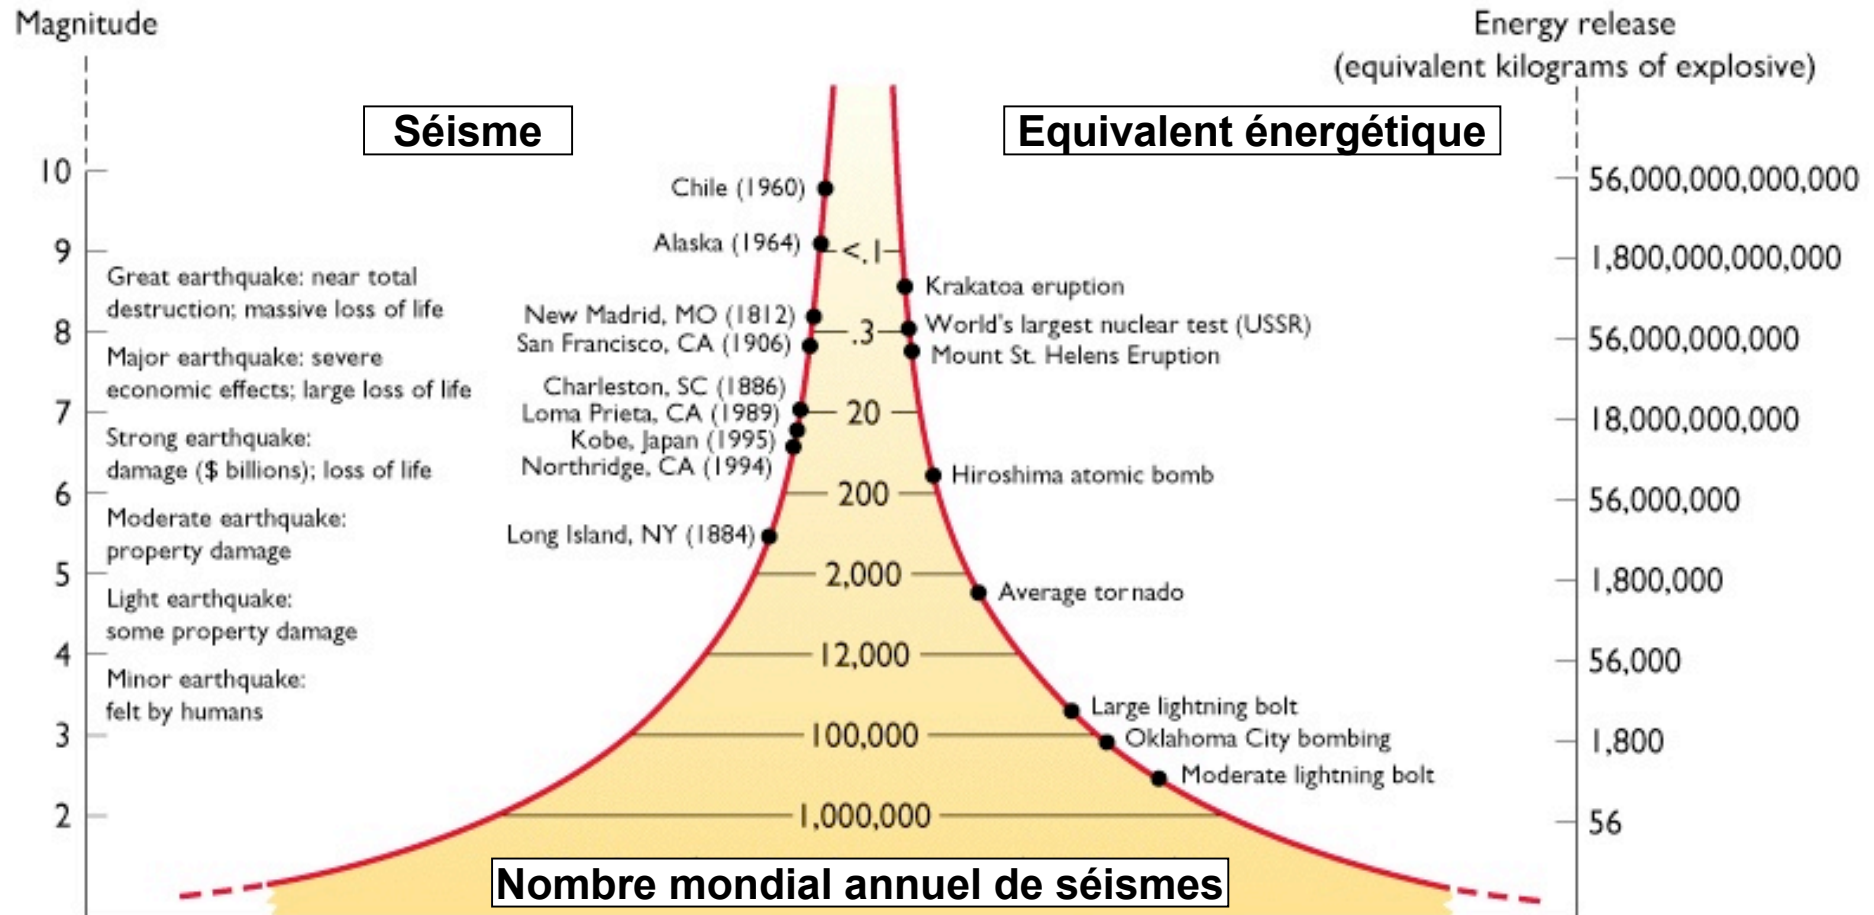 Magnitude
Energy release
(equivalent kilograms of explosive)
Séisme
Equivalent énergétique
10
9
8
7
6
5
4
3
2
Great earthquake: near total
destruction; massive loss of life
Major earthquake: severe
economic effects; large loss of life
Strong earthquake:
damage ($ billions); loss of life
Moderate earthquake:
property damage
Light earthquake:
some property damage
Minor earthquake:
felt by humans
Chile (1960)
Alaska (1964)
New Madrid, MO (1812)
San Francisco, CA (1906)
Charleston, SC (1886)
Loma Prieta, CA (1989)
Kobe, Japan (1995)
Northridge, CA (1994)
Long Island, NY (1884)
<.1
.3
20
200
2,000
12,000
100,000
1,000,000
Krakatoa eruption
World's largest nuclear test (USSR)
Mount St. Helens Eruption
Hiroshima atomic bomb
Average tornado
Large lightning bolt
Oklahoma City bombing
Moderate lightning bolt
56,000,000,000,000
1,800,000,000,000
56,000,000,000
18,000,000,000
56,000,000
1,800,000
56,000
1,800
56
Nombre mondial annuel de séismes